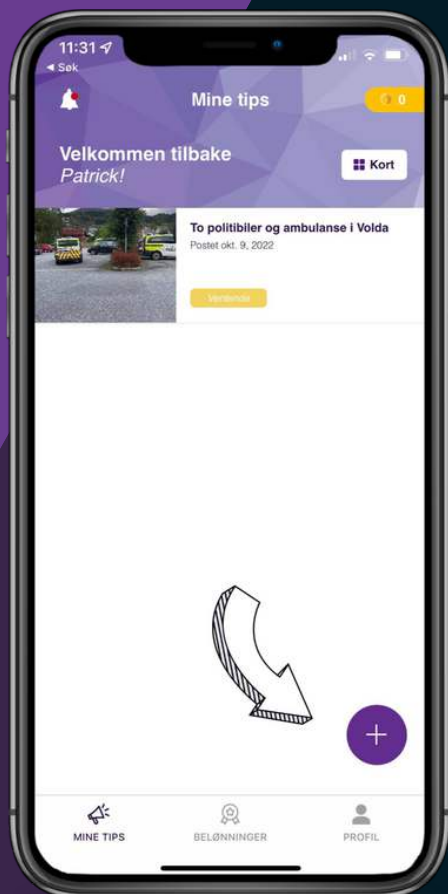 11:31
◂ Søk
Mine tips
0
Velkommen tilbake
Patrick!
Kort
To politibiler og ambulanse i Volda
Postet okt. 9, 2022
Ventende
MINE TIPS
BELØNNINGER
PROFIL